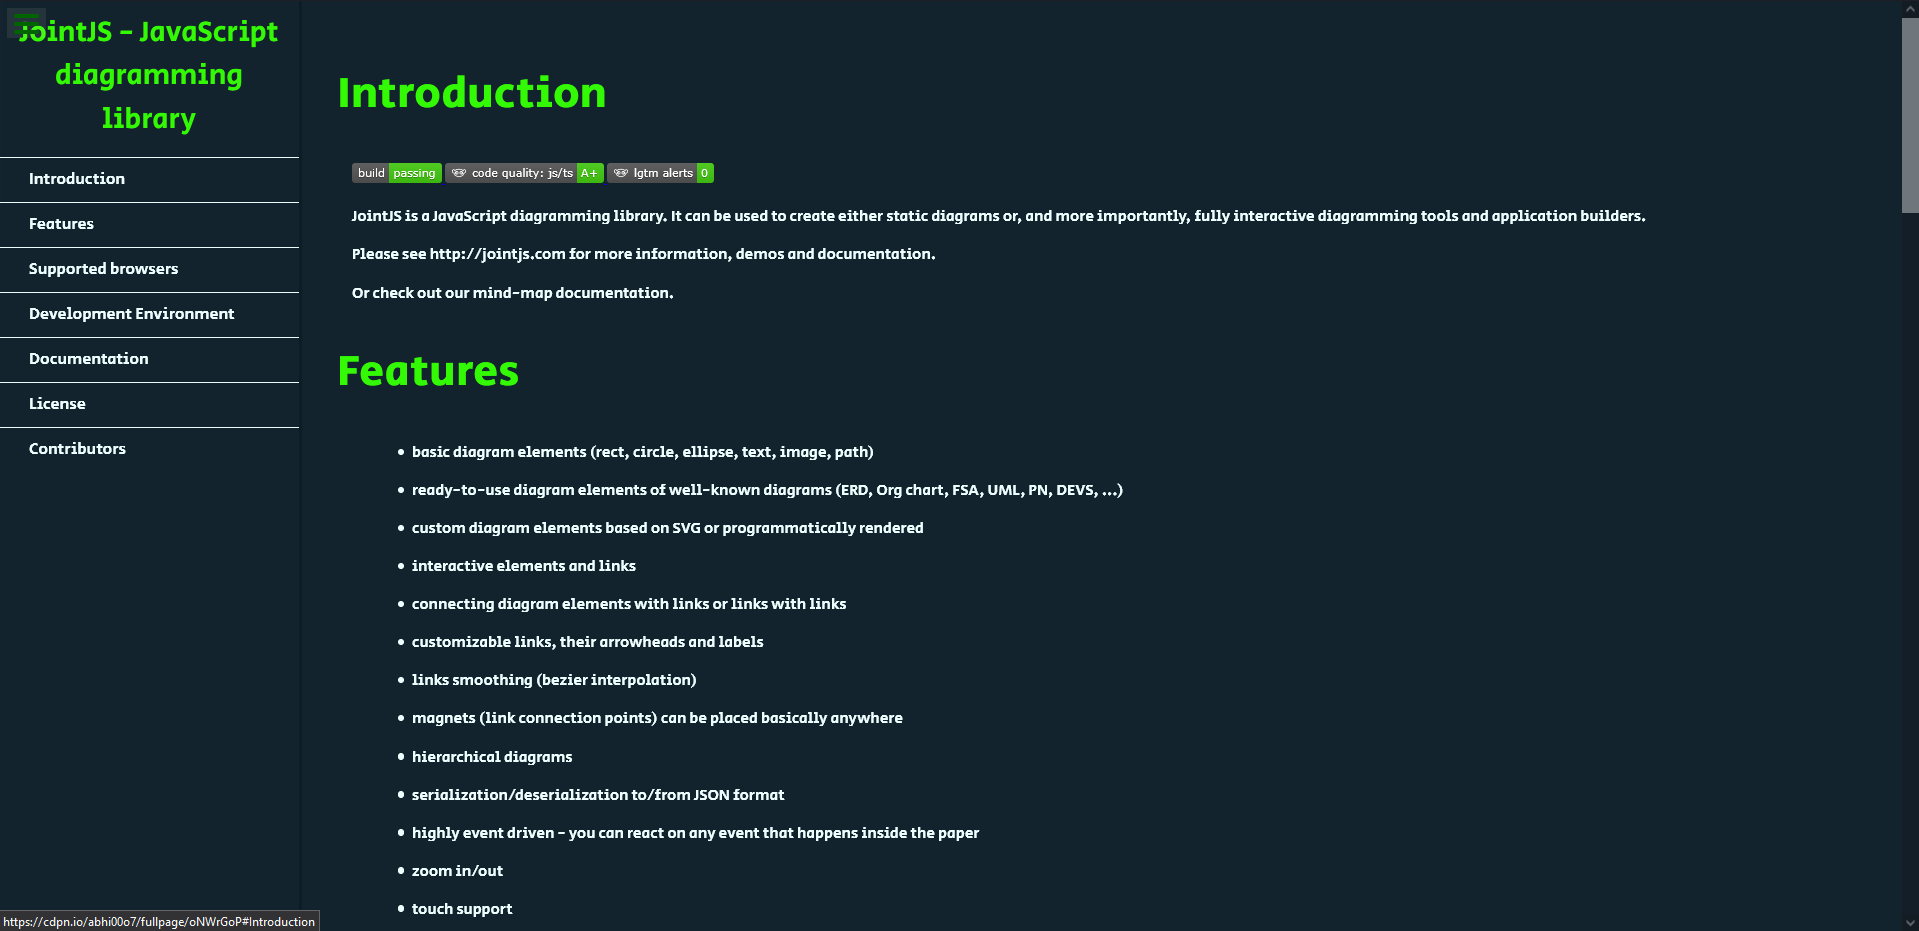 JointJS - JavaScript
diagramming
library
Introduction
Features
Supported browsers
Development Environment
Documentation
License
Contributors
Introduction
build passing code quality: js/ts A+ lgtm alerts 0
JointJS is a JavaScript diagramming library. It can be used to create either static diagrams or, and more importantly, fully interactive diagramming tools and application builders.
Please see http://jointjs.com for more information, demos and documentation.
Or check out our mind-map documentation.
Features
• basic diagram elements (rect, circle, ellipse, text, image, path)
• ready-to-use diagram elements of well-known diagrams (ERD, Org chart, FSA, UML, PN, DEVS, ...)
• custom diagram elements based on SVG or programmatically rendered
• interactive elements and links
• connecting diagram elements with links or links with links
• customizable links, their arrowheads and labels
• links smoothing (bezier interpolation)
• magnets (link connection points) can be placed basically anywhere
• hierarchical diagrams
• serialization/deserialization to/from JSON format
• highly event driven - you can react on any event that happens inside the paper
• zoom in/out
• touch support
https://cdpn.io/abhi00o7/fullpage/oNWrGoP#Introduction